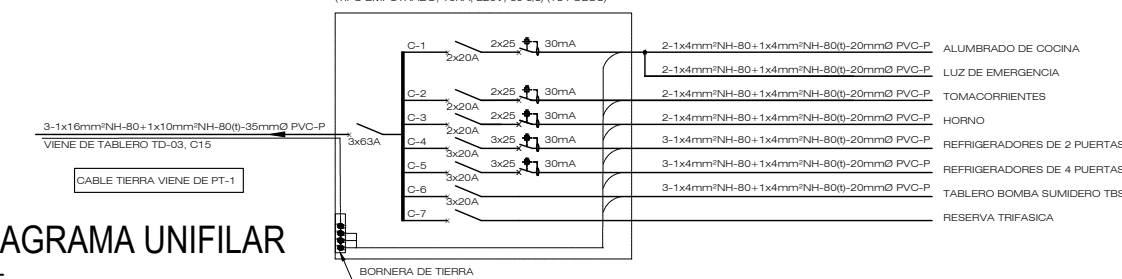 C-1 2x20A 2x25 30mA 2-1x4mm²NH-80+1x4mm²NH-80(t)-20mmØ PVC-P ALUMBRADO DE COCINA
2-1x4mm²NH-80+1x4mm²NH-80(t)-20mmØ PVC-P LUZ DE EMERGENCIA
C-2 2x20A 2x25 30mA 2-1x4mm²NH-80+1x4mm²NH-80(t)-20mmØ PVC-P TOMACORRIENTES
C-3 2x20A 2x25 30mA 2-1x4mm²NH-80+1x4mm²NH-80(t)-20mmØ PVC-P HORNO
3-1x16mm²NH-80+1x10mm²NH-80(t)-35mmØ PVC-P
VIENE DE TABLERO TD-03, C15
3x63A
C-4 3x20A 3x25 30mA 3-1x4mm²NH-80+1x4mm²NH-80(t)-20mmØ PVC-P REFRIGERADORES DE 2 PUERTAS
C-5 3x20A 3x25 30mA 3-1x4mm²NH-80+1x4mm²NH-80(t)-20mmØ PVC-P REFRIGERADORES DE 4 PUERTAS
CABLE TIERRA VIENE DE PT-1
C-6 3x20A 3-1x4mm²NH-80+1x4mm²NH-80(t)-20mmØ PVC-P TABLERO BOMBA SUMIDERO TBS
C-7 3x20A RESERVA TRIFASICA
AGRAMA UNIFILAR
BORNERA DE TIERRA